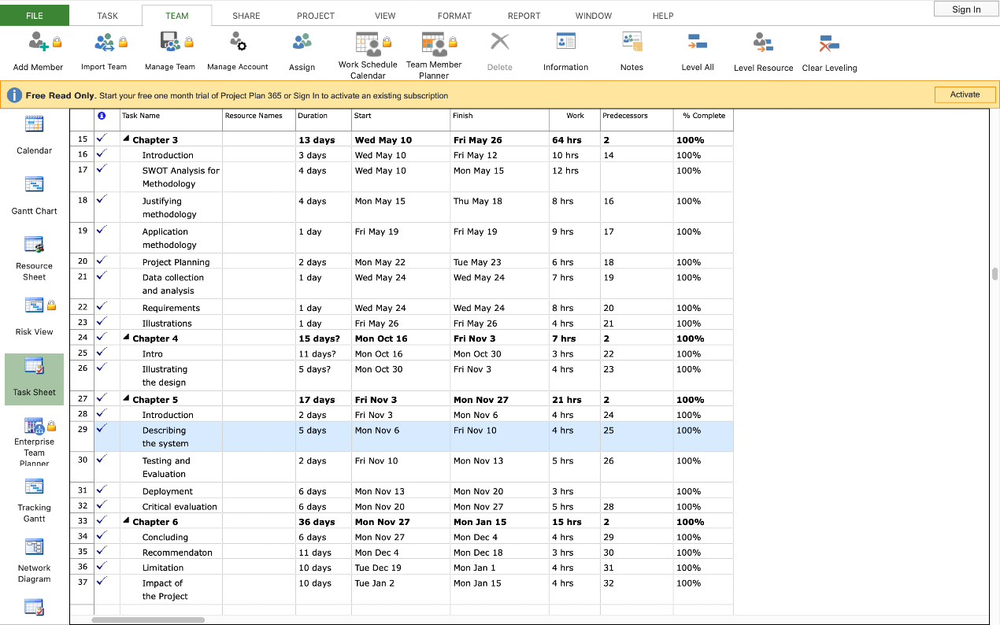 FILE TASK TEAM SHARE PROJECT VIEW FORMAT REPORT WINDOW HELP Sign In
Add Member Import Team Manage Team Manage Account Assign Work Schedule Calendar Team Member Planner Delete Information Notes Level All Level Resource Clear Leveling
Free Read Only. Start your free one month trial of Project Plan 365 or Sign In to activate an existing subscription Activate
Calendar
Gantt Chart
Resource
Sheet
Risk View
Task Sheet
Enterprise
Team
Planner
Tracking
Gantt
Network
Diagram
Task Name Resource Names Duration Start Finish Work Predecessors % Complete
15 Chapter 3 13 days Wed May 10 Fri May 26 64 hrs 2 100%
16 Introduction 3 days Wed May 10 Fri May 12 10 hrs 14 100%
17 SWOT Analysis for 4 days Wed May 10 Mon May 15 12 hrs 100%
Methodology
18 Justifying 4 days Mon May 15 Thu May 18 8 hrs 16 100%
methodology
19 Application 1 day Fri May 19 Fri May 19 9 hrs 17 100%
methodology
20 Project Planning 2 days Mon May 22 Tue May 23 6 hrs 18 100%
21 Data collection 1 day Wed May 24 Wed May 24 7 hrs 19 100%
and analysis
22 Requirements 1 day Wed May 24 Wed May 24 8 hrs 20 100%
23 Illustrations 1 day Fri May 26 Fri May 26 4 hrs 21 100%
24 Chapter 4 15 days? Mon Oct 16 Fri Nov 3 7 hrs 2 100%
25 Intro 11 days? Mon Oct 16 Mon Oct 30 3 hrs 22 100%
26 Illustrating 5 days? Mon Oct 30 Fri Nov 3 4 hrs 23 100%
the design
27 Chapter 5 17 days Fri Nov 3 Mon Nov 27 21 hrs 2 100%
28 Introduction 2 days Fri Nov 3 Mon Nov 6 4 hrs 24 100%
29 Describing 5 days Mon Nov 6 Fri Nov 10 4 hrs 25 100%
the system
30 Testing and 2 days Fri Nov 10 Mon Nov 13 5 hrs 26 100%
Evaluation
31 Deployment 6 days Mon Nov 13 Mon Nov 20 3 hrs 100%
32 Critical evaluation 6 days Mon Nov 20 Mon Nov 27 5 hrs 28 100%
33 Chapter 6 36 days Mon Nov 27 Mon Jan 15 15 hrs 2 100%
34 Concluding 6 days Mon Nov 27 Mon Dec 4 4 hrs 29 100%
35 Recommendaton 11 days Mon Dec 4 Mon Dec 18 3 hrs 30 100%
36 Limitation 10 days Tue Dec 19 Mon Jan 1 4 hrs 31 100%
37 Impact of 10 days Tue Jan 2 Mon Jan 15 4 hrs 32 100%
the Project